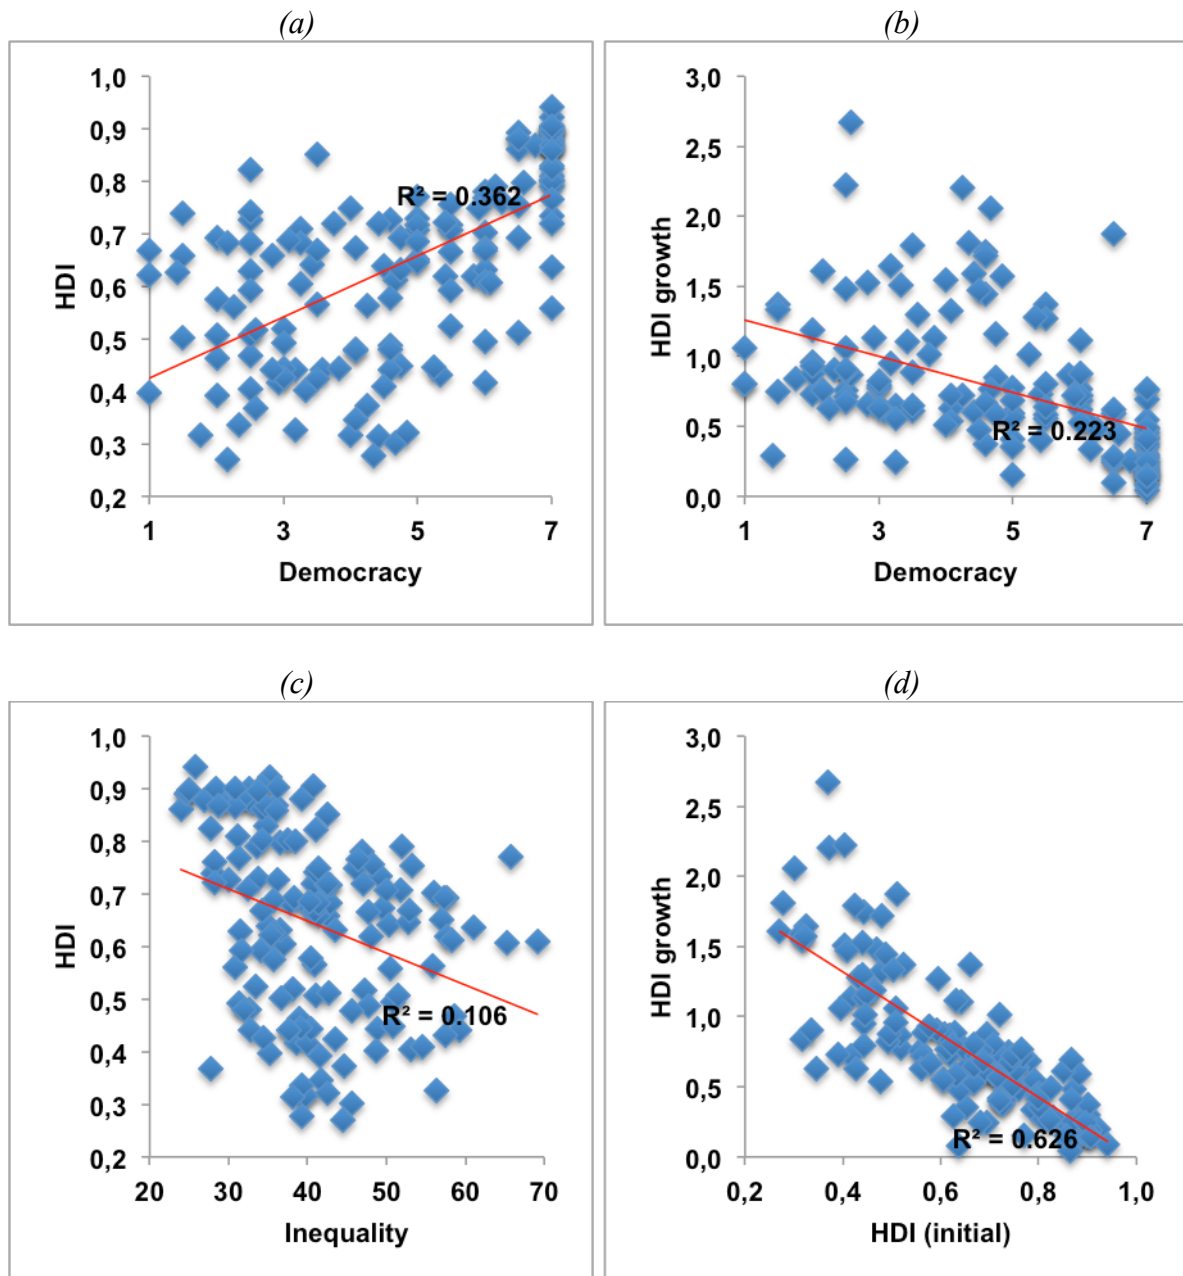 (a)
1,0
0,9
0,8
0,7
0,6
0,5
0,4
0,3
0,2
HDI
R² = 0.362
1 3 5 7
Democracy
(b)
3,0
2,5
2,0
1,5
1,0
0,5
0,0
HDI growth
R² = 0.223
1 3 5 7
Democracy
(c)
1,0
0,9
0,8
0,7
0,6
0,5
0,4
0,3
0,2
HDI
R² = 0.106
20 30 40 50 60 70
Inequality
(d)
3,0
2,5
2,0
1,5
1,0
0,5
0,0
HDI growth
R² = 0.626
0,2 0,4 0,6 0,8 1,0
HDI (initial)